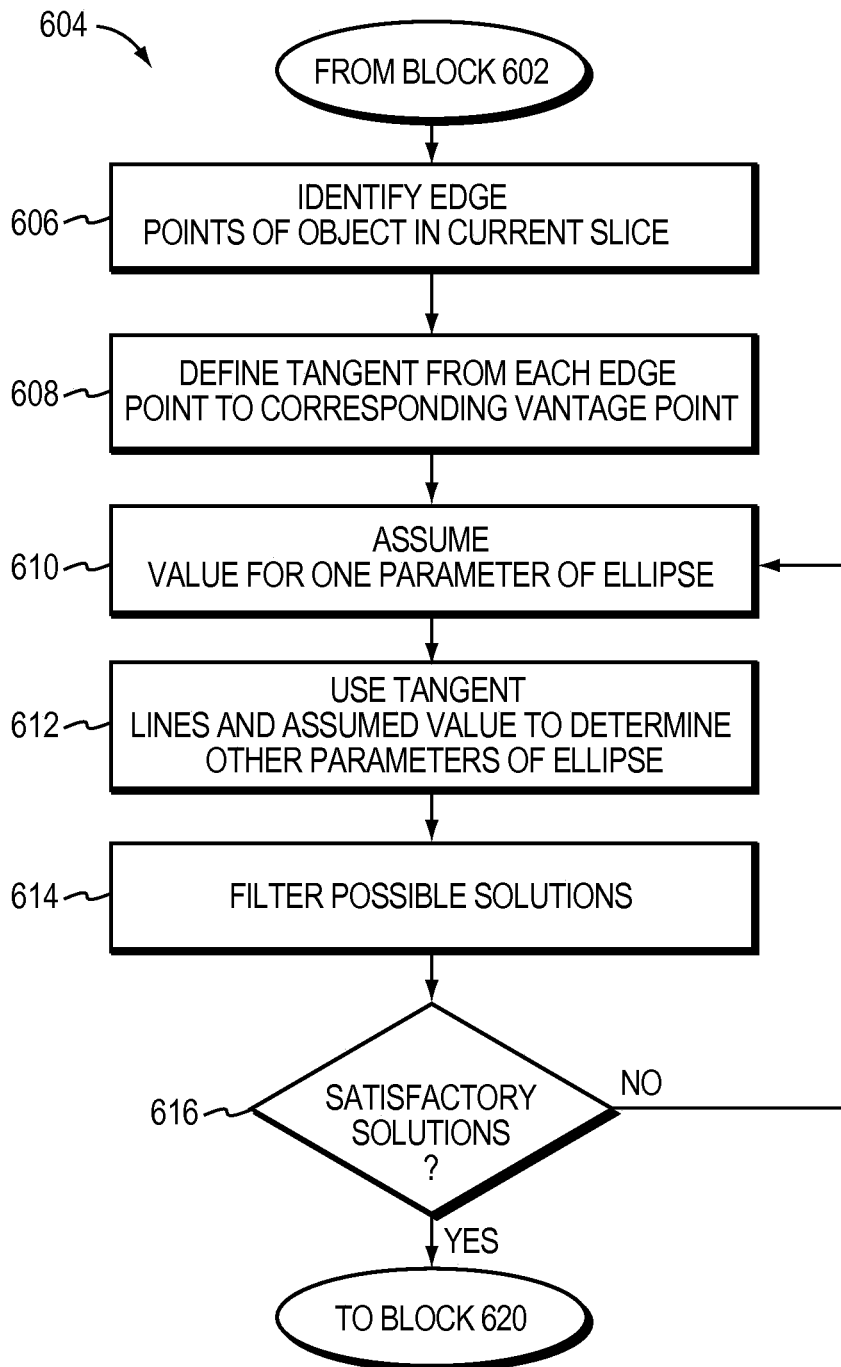 604
FROM BLOCK 602
606
IDENTIFY EDGE
POINTS OF OBJECT IN CURRENT SLICE
608
DEFINE TANGENT FROM EACH EDGE
POINT TO CORRESPONDING VANTAGE POINT
610
ASSUME
VALUE FOR ONE PARAMETER OF ELLIPSE
612
USE TANGENT
LINES AND ASSUMED VALUE TO DETERMINE
OTHER PARAMETERS OF ELLIPSE
614
FILTER POSSIBLE SOLUTIONS
616
SATISFACTORY
SOLUTIONS
?
NO
YES
TO BLOCK 620